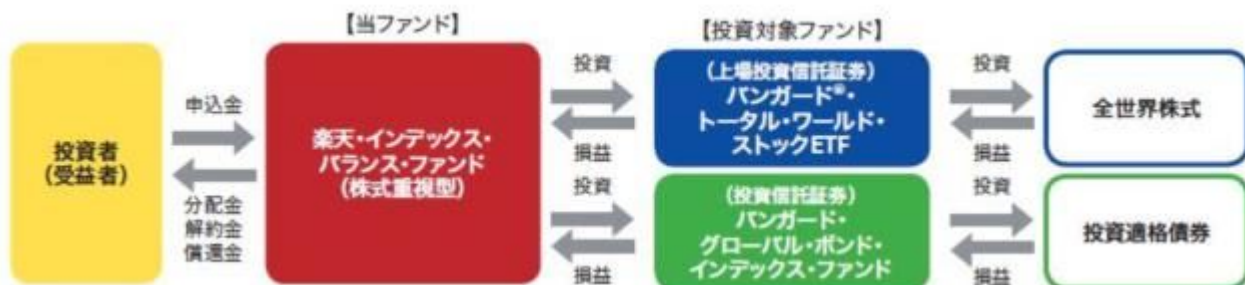 【当ファンド】
【投資対象ファンド】
投資者
(受益者)
申込金
分配金
解約金
償還金
楽天・インデックス・
バランス・ファンド
(株式重視型)
投資
損益
投資
損益
(上場投資信託証券)
バンガード®・
トータル・ワールド・
ストックETF
(投資信託証券)
バンガード・
グローバル・ボンド・
インデックス・ファンド
投資
損益
投資
損益
全世界株式
投資適格債券